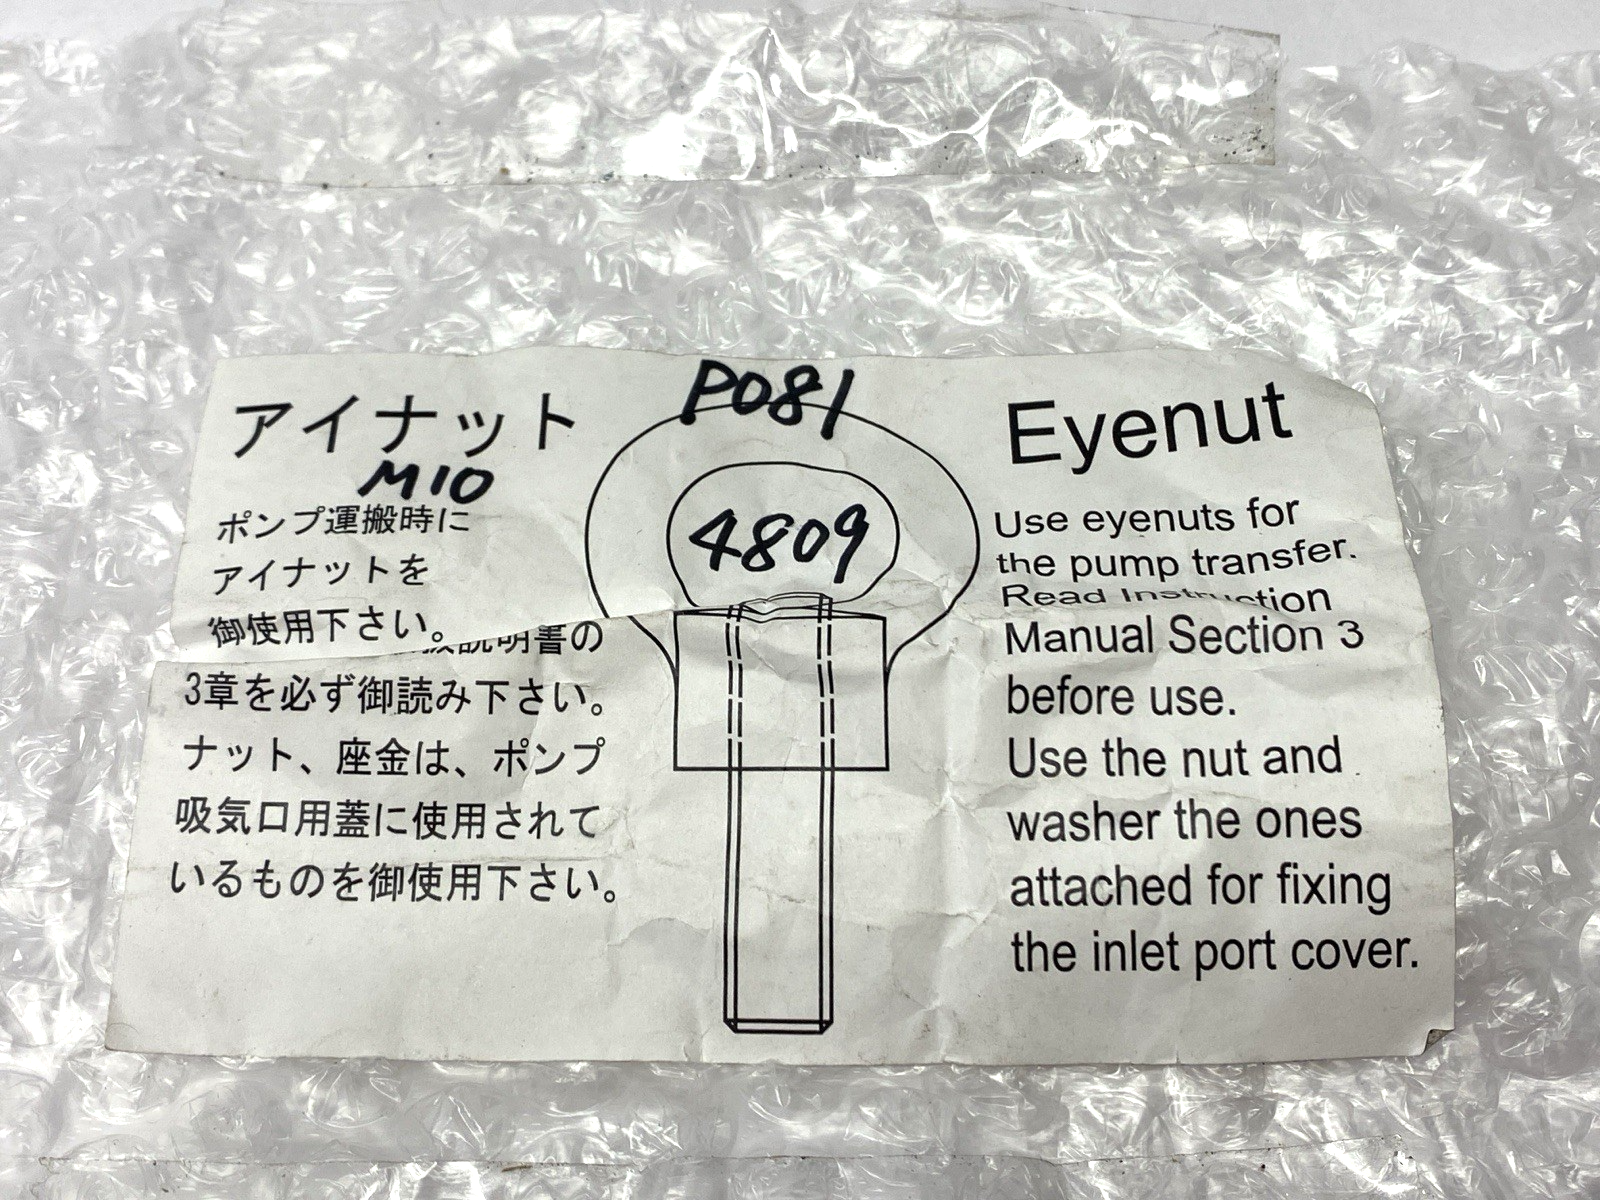 アイナット
M10
ポンプ運搬時に
アイナットを
御使用下さい。
説明書の
3章を必ず御読み下さい。
ナット、座金は、ポンプ
吸気口用蓋に使用されて
いるものを御使用下さい。
P081
4809
Eyenut
Use eyenuts for
the pump transfer.
Read Instruction
Manual Section 3
before use.
Use the nut and
washer the ones
attached for fixing
the inlet port cover.